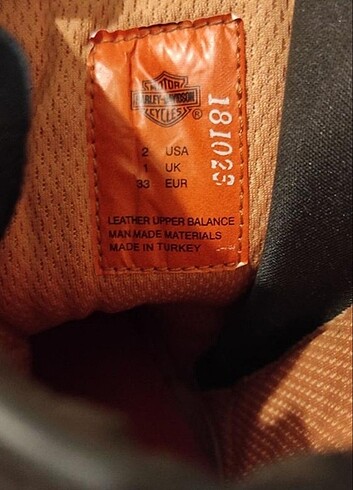 MOTOR
HARLEY-DAVIDSON
CYCLES
®
2 USA
1 UK
33 EUR
181023
LEATHER UPPER BALANCE
MAN MADE MATERIALS
MADE IN TURKEY